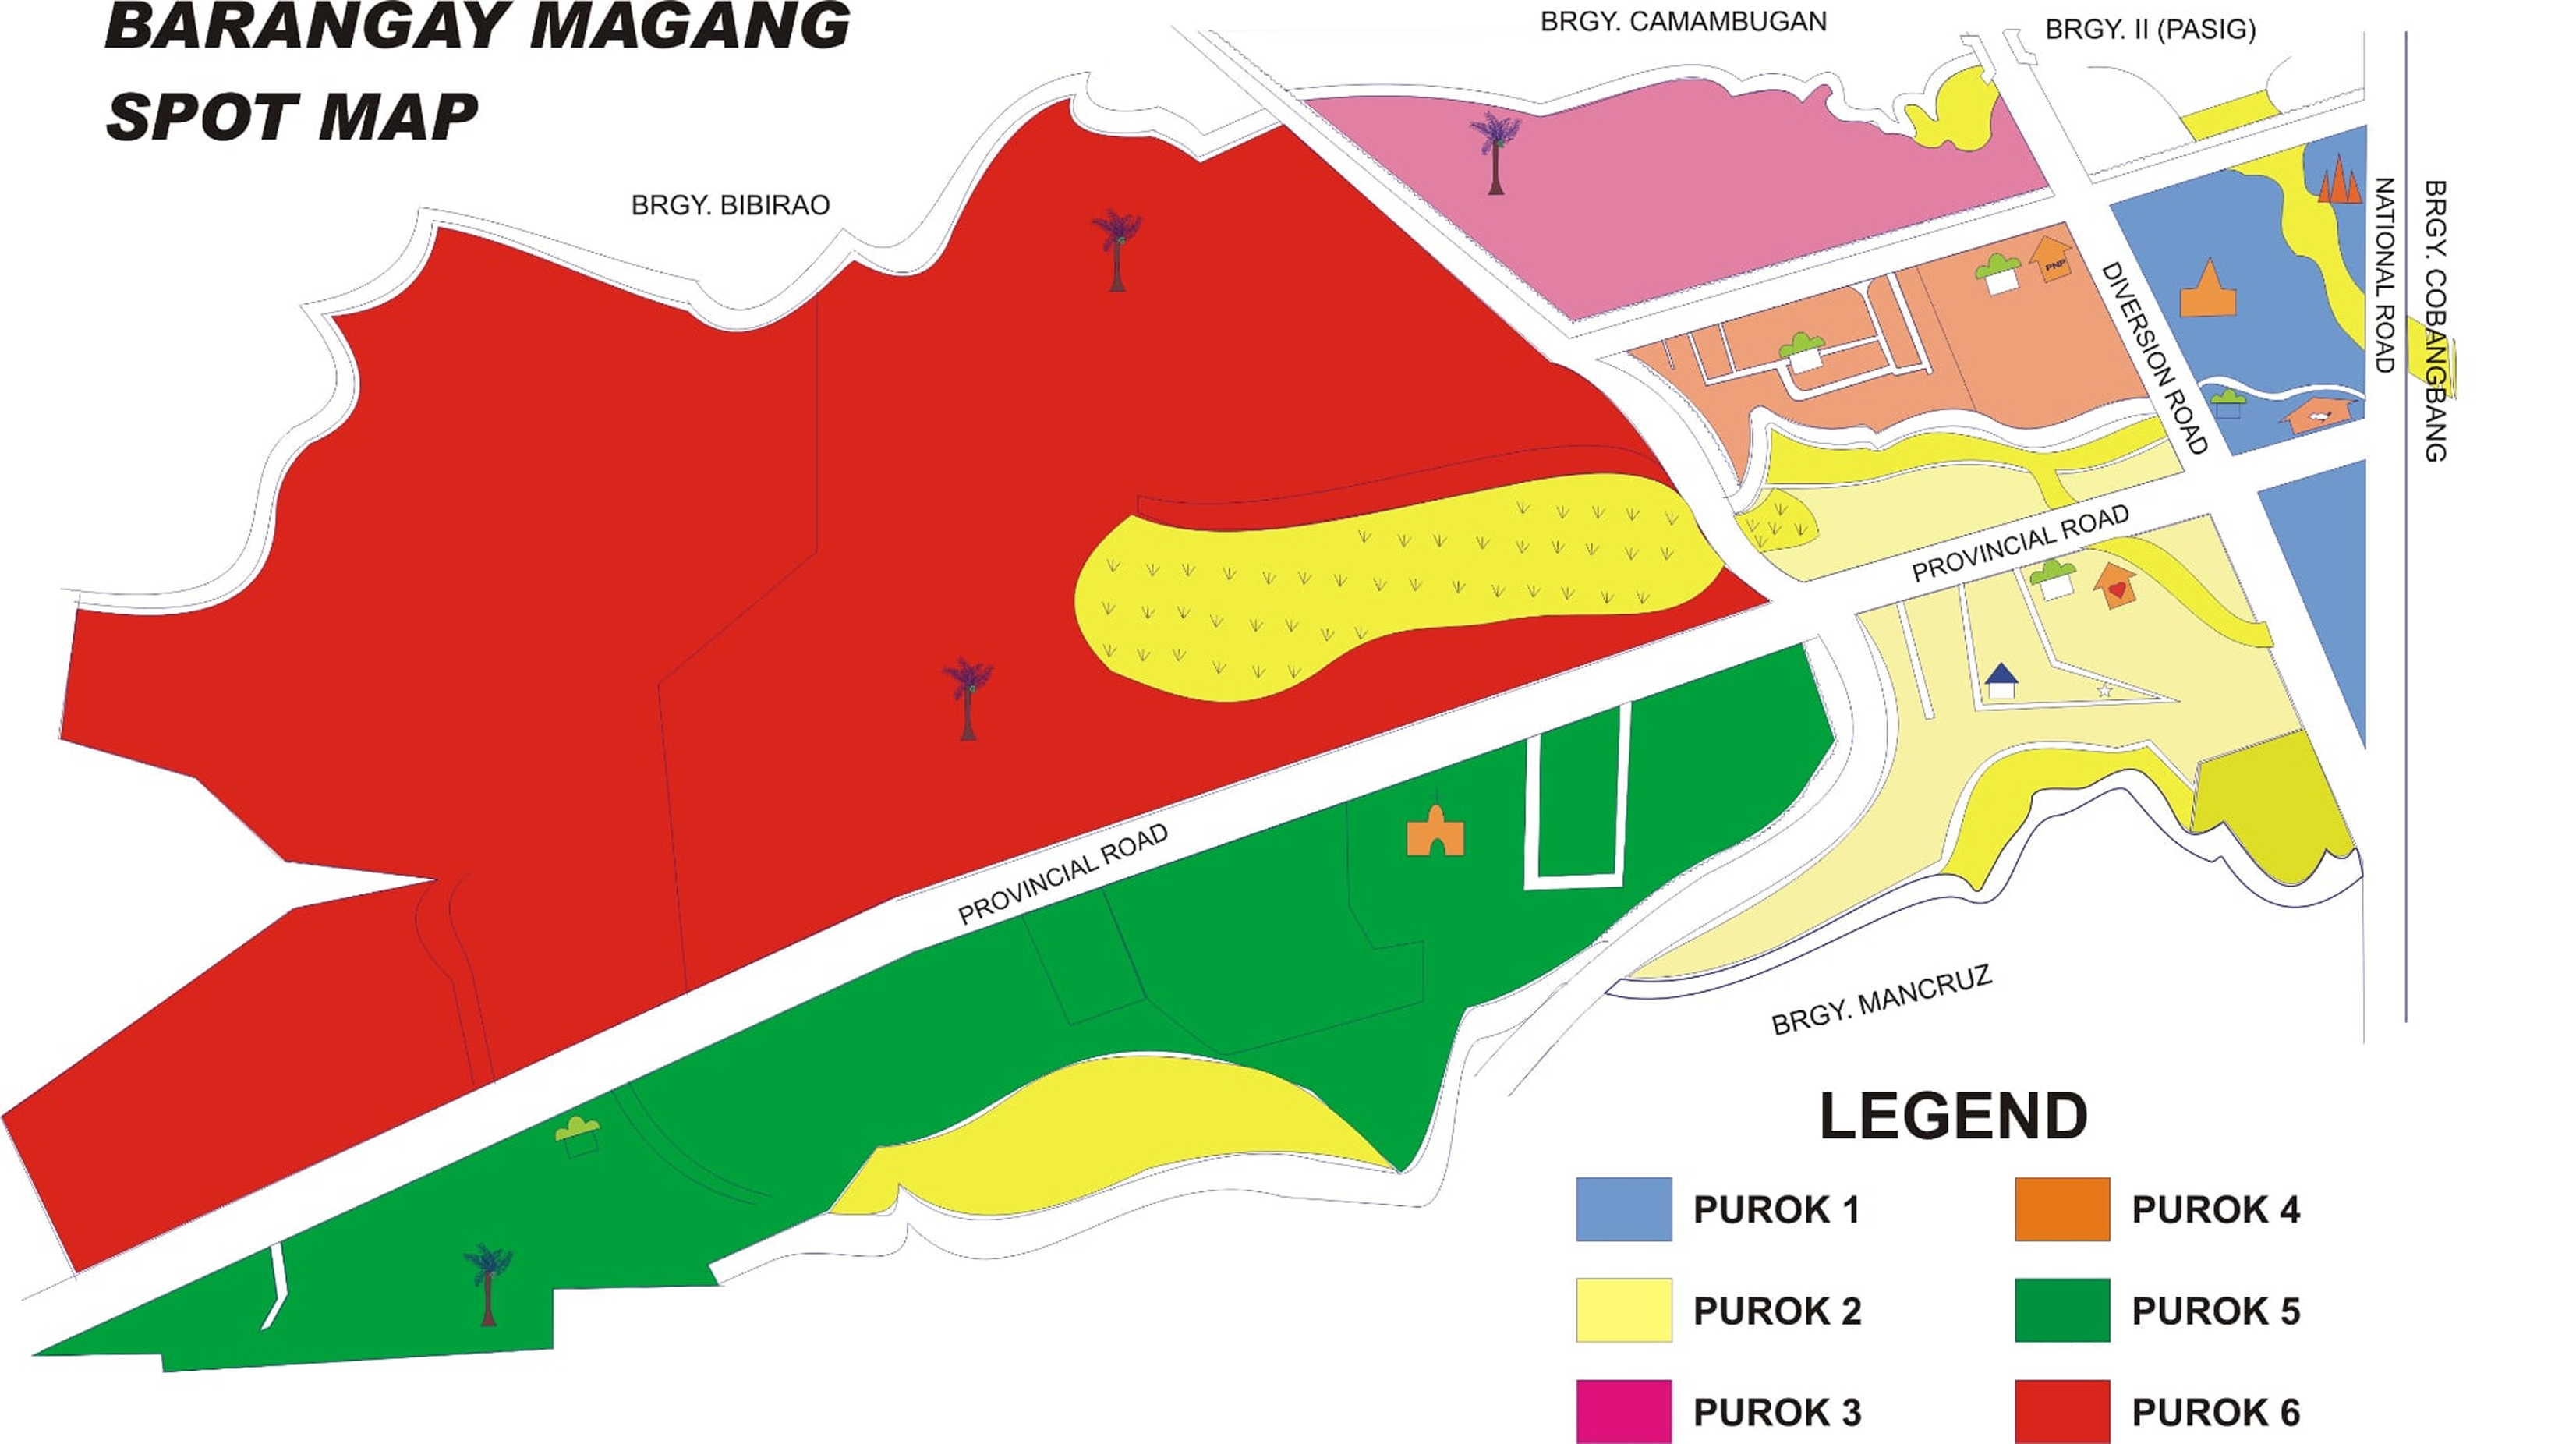 BARANGAY MAGANG
SPOT MAP
BRGY. CAMAMBUGAN
BRGY. II (PASIG)
BRGY. BIBIRAO
NATIONAL ROAD
BRGY. COBANGBANG
PNP
DIVERSION ROAD
PROVINCIAL ROAD
PROVINCIAL ROAD
BRGY. MANCRUZ
LEGEND
PUROK 1
PUROK 4
PUROK 2
PUROK 5
PUROK 3
PUROK 6